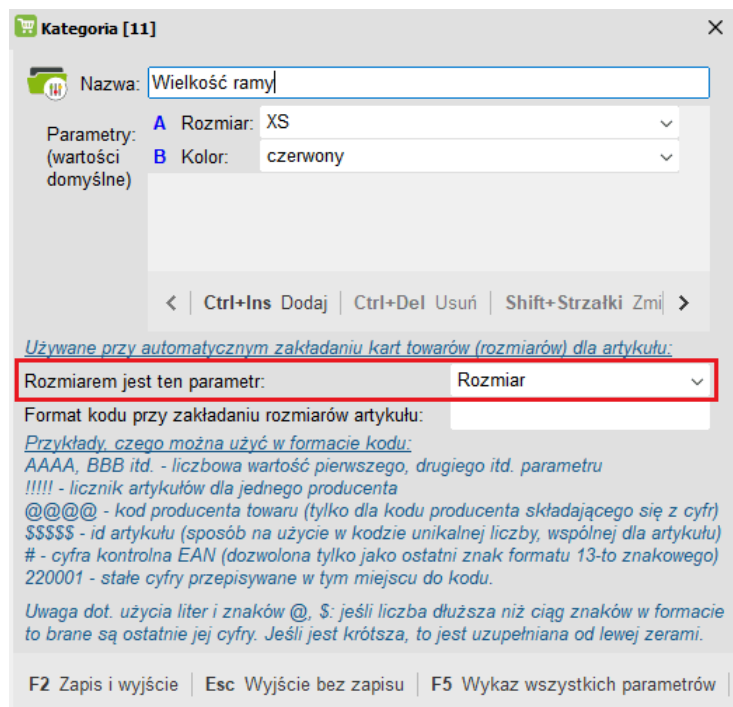 Kategoria [11]
Nazwa: Wielkość ramy
Parametry: (wartości domyślne)
A Rozmiar: XS
B Kolor: czerwony
Ctrl+Ins Dodaj | Ctrl+Del Usuń | Shift+Strzałki Zmi
Używane przy automatycznym zakładaniu kart towarów (rozmiarów) dla artykułu:
Rozmiarem jest ten parametr: Rozmiar
Format kodu przy zakładaniu rozmiarów artykułu:
Przykłady, czego można użyć w formacie kodu:
AAAA, BBB itd. - liczbowa wartość pierwszego, drugiego itd. parametru
!!!!! - licznik artykułów dla jednego producenta
@@@@ - kod producenta towaru (tylko dla kodu producenta składającego się z cyfr)
$$$$$ - id artykułu (sposób na użycie w kodzie unikalnej liczby, wspólnej dla artykułu)
# - cyfra kontrolna EAN (dozwolona tylko jako ostatni znak formatu 13-to znakowego)
220001 - stałe cyfry przepisywane w tym miejscu do kodu.
Uwaga dot. użycia liter i znaków @, $: jeśli liczba dłuższa niż ciąg znaków w formacie
to brane są ostatnie jej cyfry. Jeśli jest krótsza, to jest uzupełniana od lewej zerami.
F2 Zapis i wyjście | Esc Wyjście bez zapisu | F5 Wykaz wszystkich parametrów